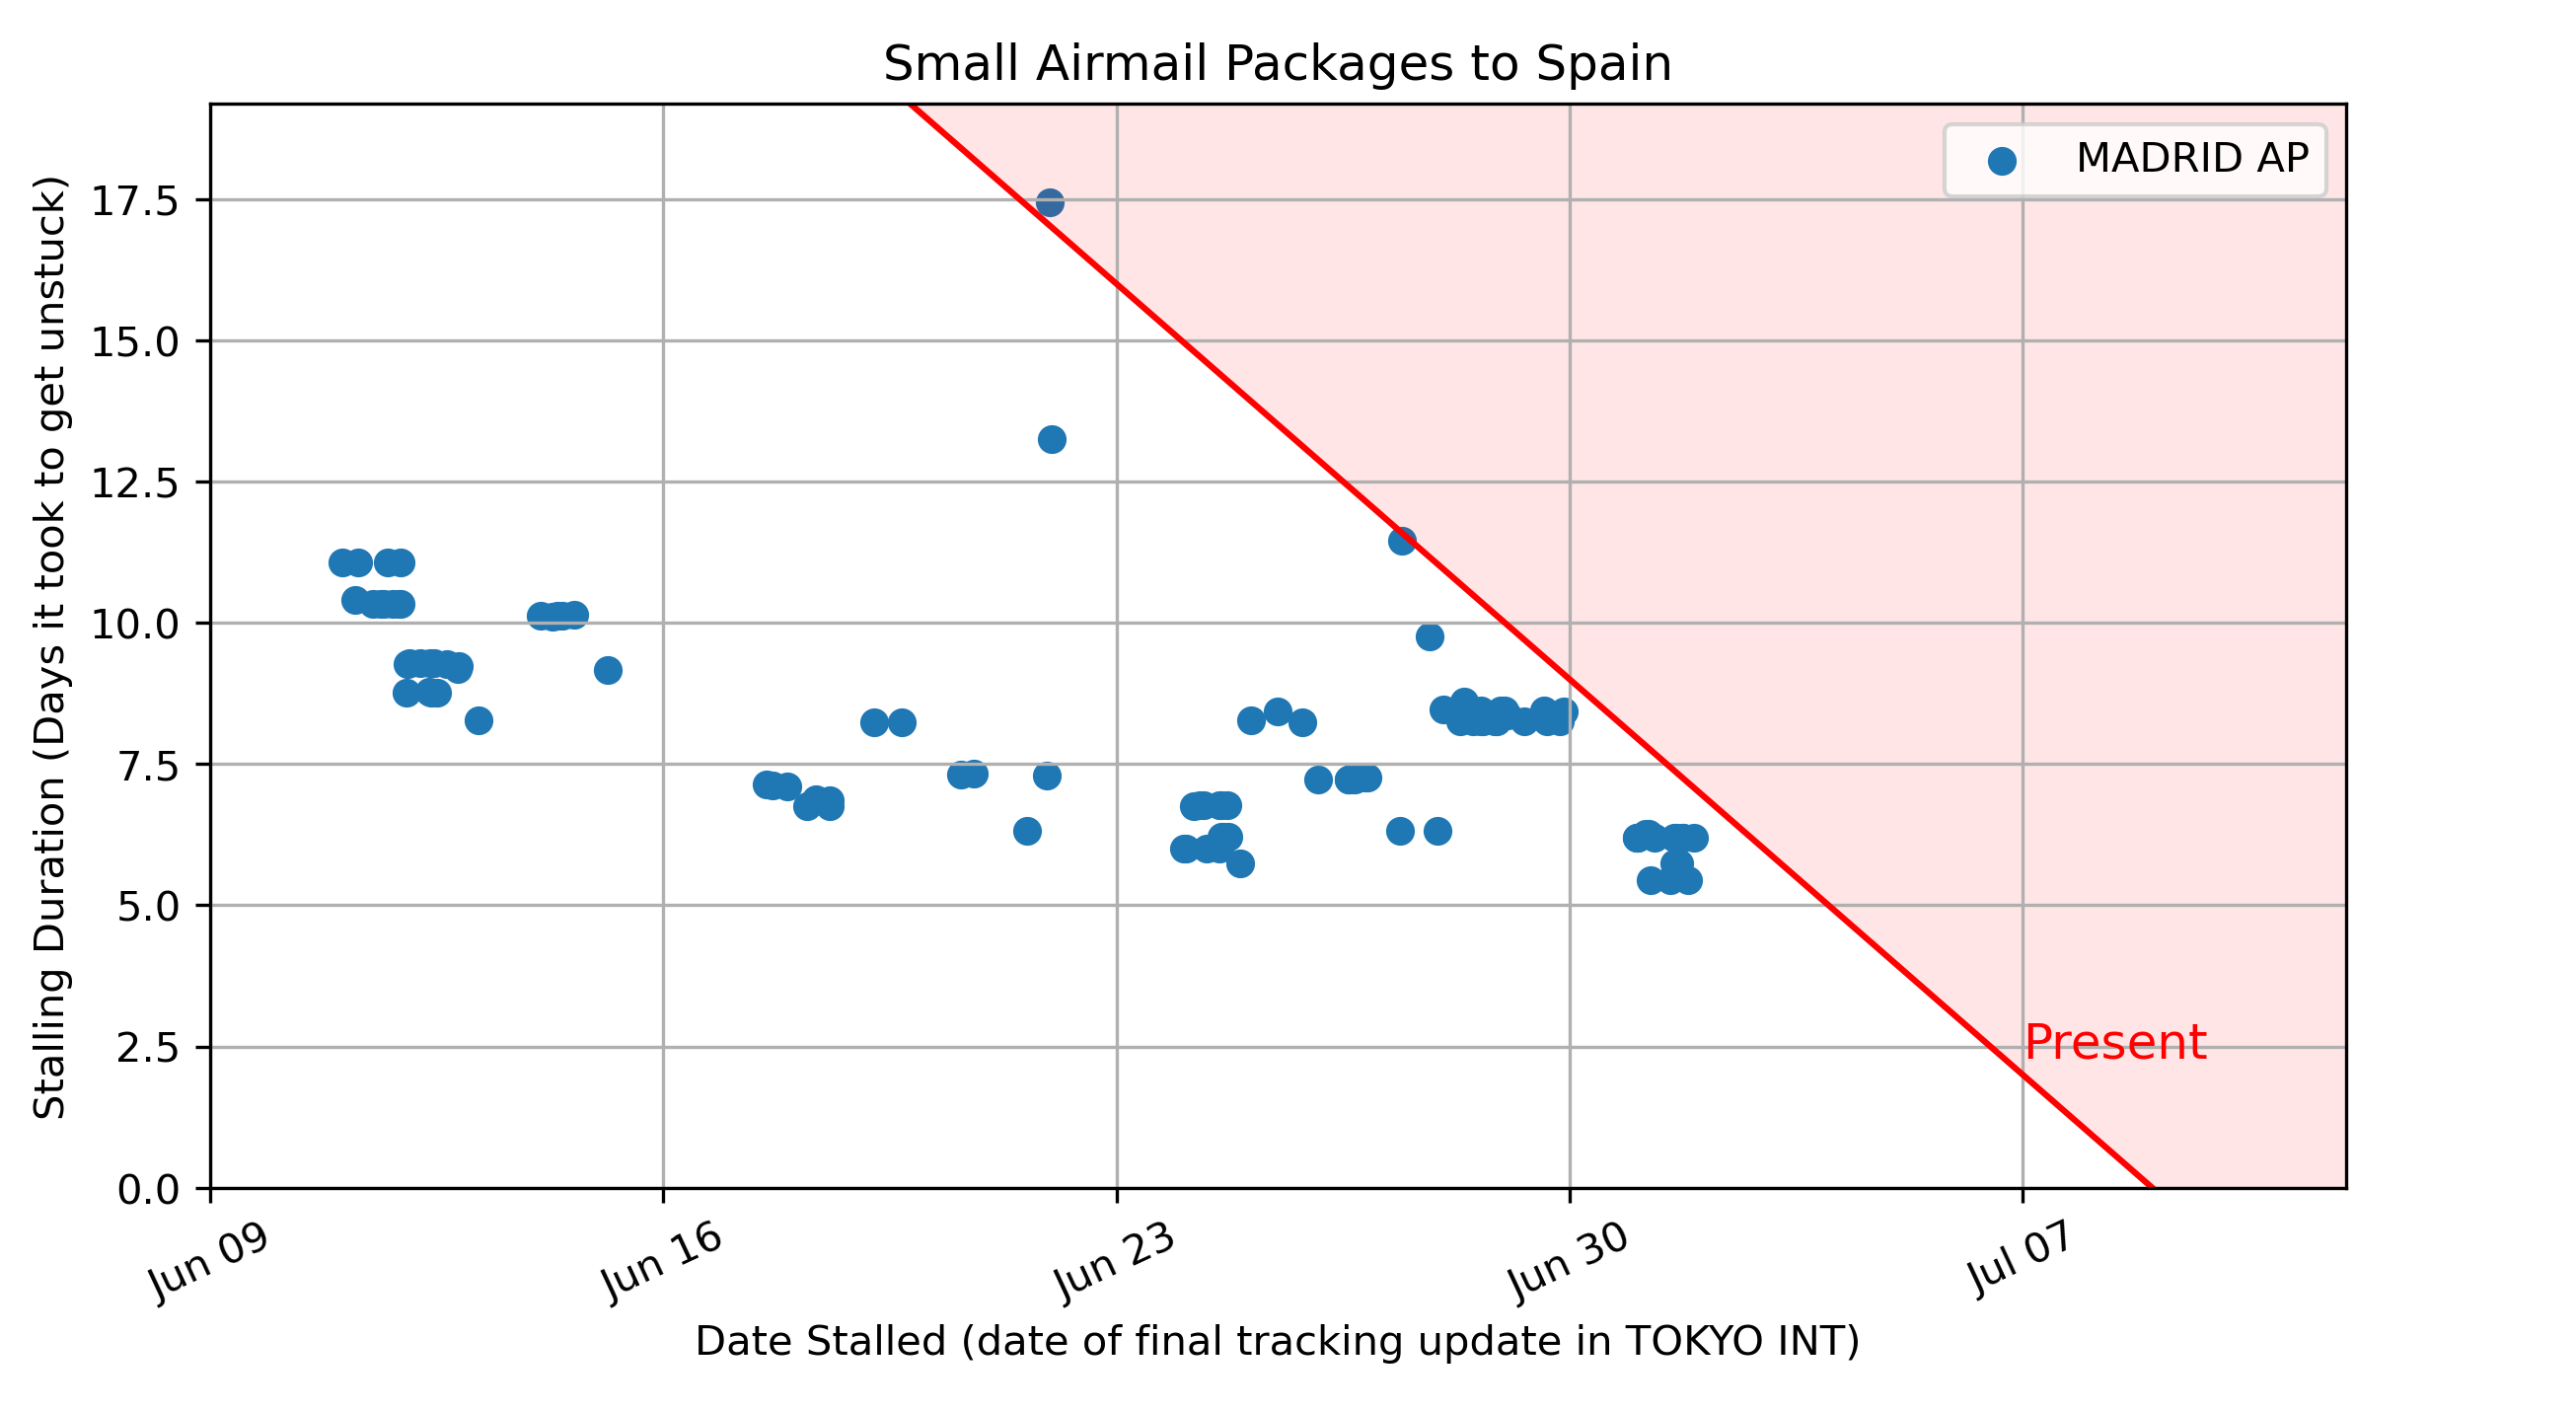 Small Airmail Packages to Spain
MADRID AP
Stalling Duration (Days it took to get unstuck)
17.5
15.0
12.5
10.0
7.5
5.0
2.5
0.0
Present
Jun 09
Jun 16
Jun 23
Jun 30
Jul 07
Date Stalled (date of final tracking update in TOKYO INT)